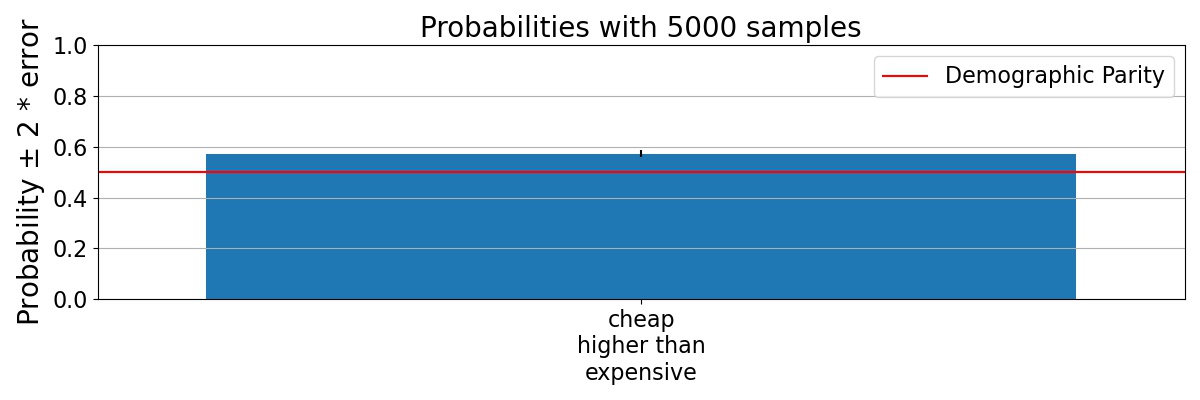 Probabilities with 5000 samples
Probability ± 2 * error
1.0
0.8
0.6
0.4
0.2
0.0
Demographic Parity
cheap
higher than
expensive